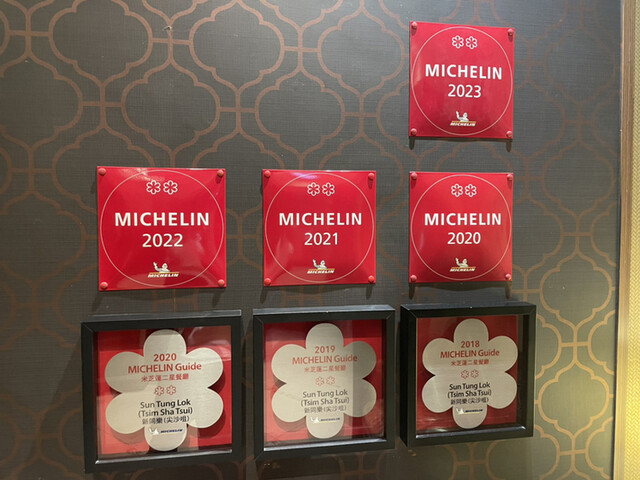 MICHELIN
2023
MICHELIN
MICHELIN
2022
MICHELIN
MICHELIN
2021
MICHELIN
MICHELIN
2020
MICHELIN
2020
MICHELIN Guide
米芝蓮二星餐廳
Sun Tung Lok
(Tsim Sha Tsui)
新同樂(尖沙咀)
MICHELIN
2019
MICHELIN Guide
米芝蓮二星餐廳
Sun Tung Lok
(Tsim Sha Tsui)
新同樂(尖沙咀)
MICHELIN
2018
MICHELIN Guide
米芝蓮二星餐廳
Sun Tung Lok
(Tsim Sha Tsui)
新同樂(尖沙咀)
MICHELIN